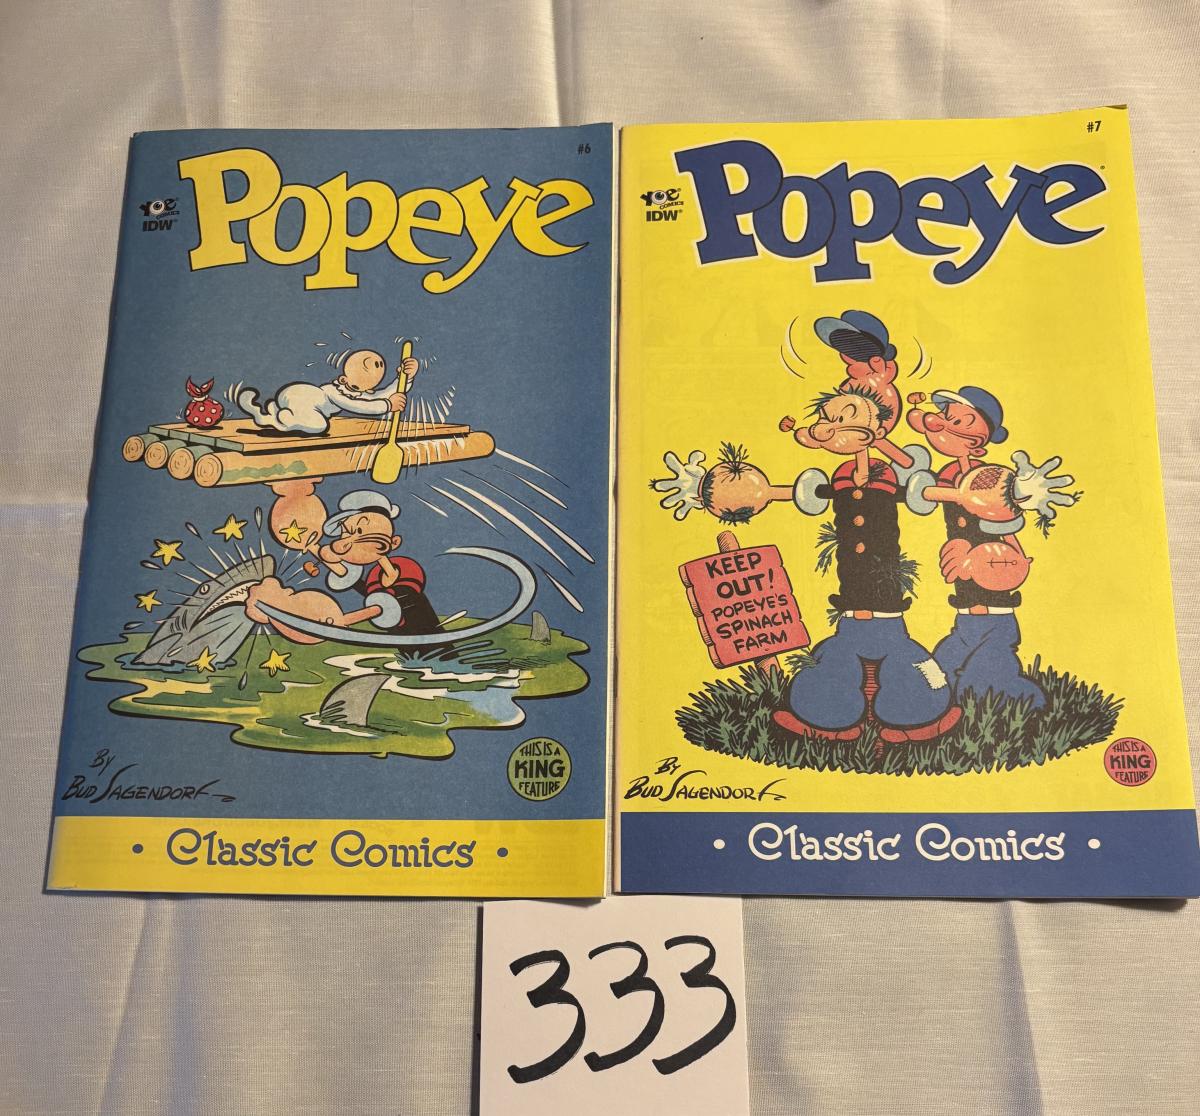 #6
YOE
COMICS
IDW®
Popeye
By
Bud Sagendorf
THIS IS A
KING
FEATURE
• Classic Comics •
#7
YOE®
COMICS
IDW®
Popeye®
KEEP
OUT!
POPEYE'S
SPINACH
FARM
By
Bud Sagendorf
THIS IS A
KING
FEATURE
• Classic Comics •
333